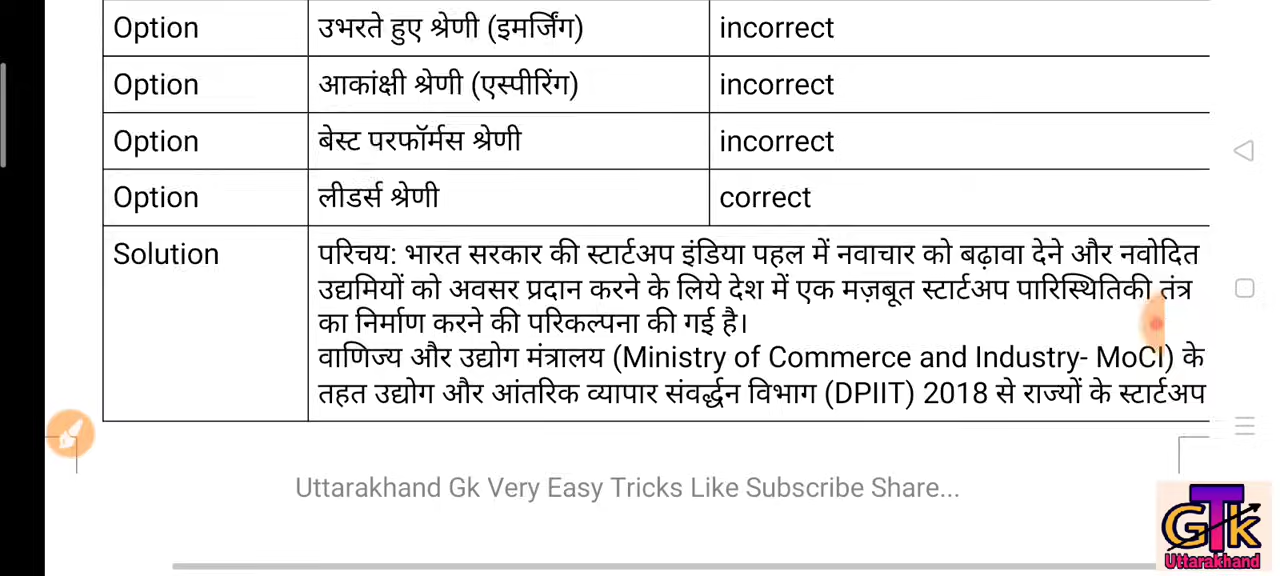 Option उभरते हुए श्रेणी (इमर्जिंग) incorrect
Option आकांक्षी श्रेणी (एस्पीरिंग) incorrect
Option बेस्ट परफॉर्मस श्रेणी incorrect
Option लीडर्स श्रेणी correct
Solution परिचय: भारत सरकार की स्टार्टअप इंडिया पहल में नवाचार को बढ़ावा देने और नवोदित
उद्यमियों को अवसर प्रदान करने के लिये देश में एक मज़बूत स्टार्टअप पारिस्थितिकी तंत्र
का निर्माण करने की परिकल्पना की गई है।
वाणिज्य और उद्योग मंत्रालय (Ministry of Commerce and Industry- MoCI) के
तहत उद्योग और आंतरिक व्यापार संवर्द्धन विभाग (DPIIT) 2018 से राज्यों के स्टार्टअप
Uttarakhand Gk Very Easy Tricks Like Subscribe Share...
GTk
Uttarakhand